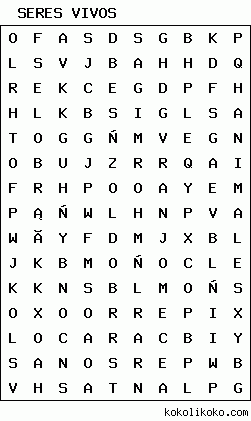 SERES VIVOS
O F A S D S G B K P
L S V J B A H H D Q
R E K C E G D P F H
H L K B S I G L S A
T O G G Ñ M V E G N
O B U J Z R R Q A I
F R H P O O A Y E M
P Ą Ñ W L H N P V A
W Ă Y F D M J X B L
J K B M O Ñ O C L E
K K N S B L M O Ñ S
O X O O R R E P I X
L O C A R A C B I Y
S A N O S R E P W B
V H S A T N A L P G
kokolikoko.com